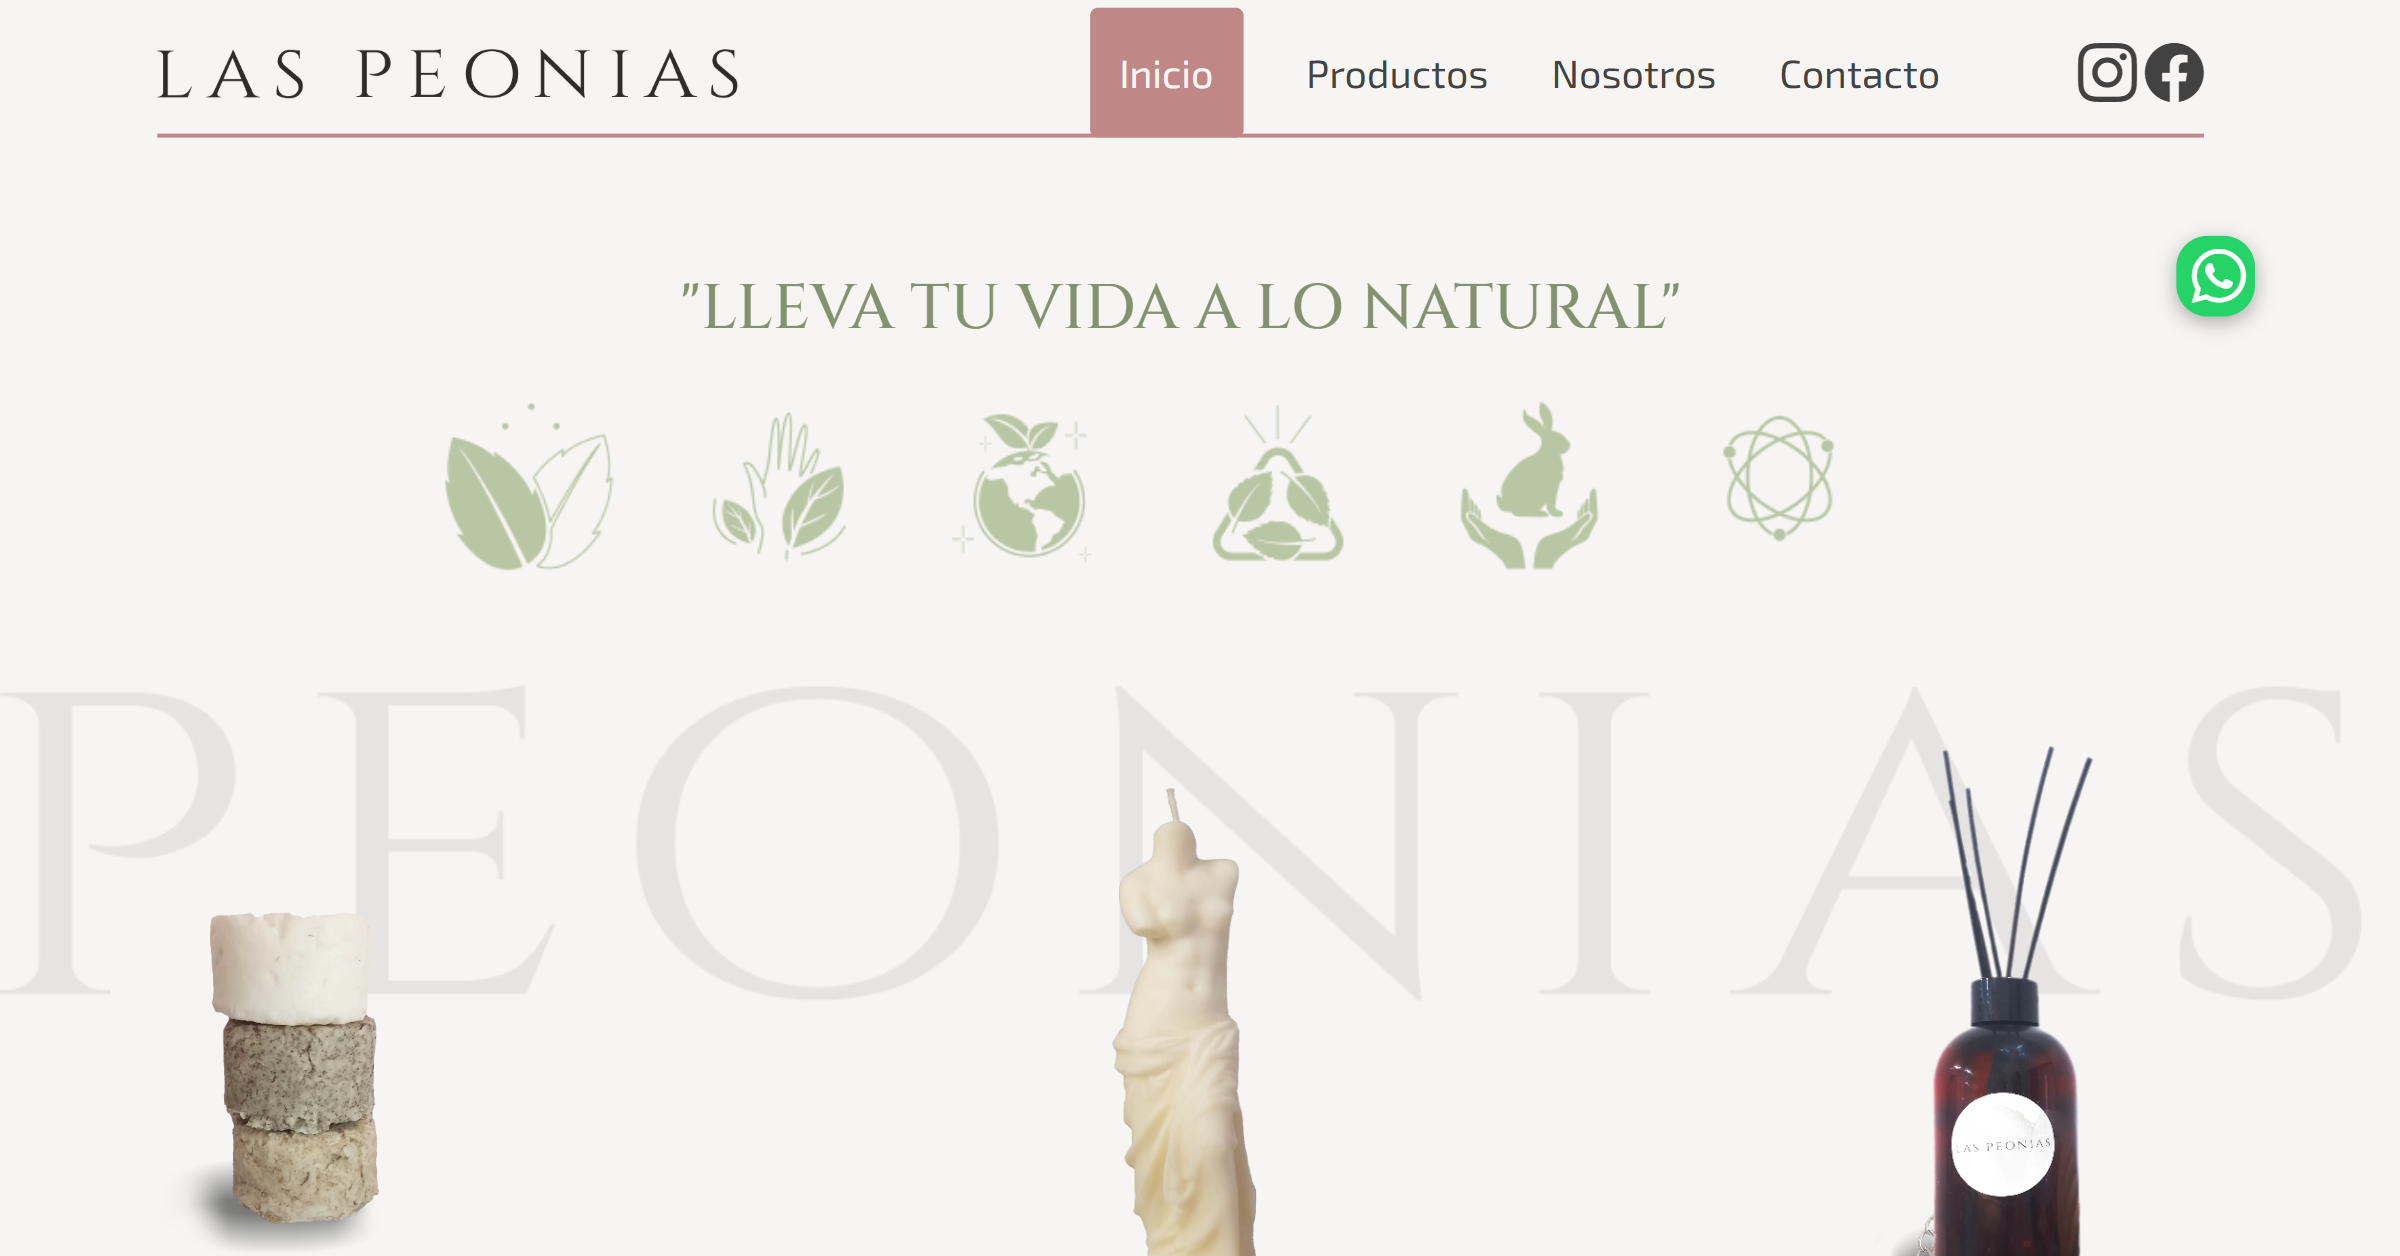 LAS PEONIAS
Inicio
Productos
Nosotros
Contacto
"LLEVA TU VIDA A LO NATURAL"
PEONIAS
LAS PEONIAS